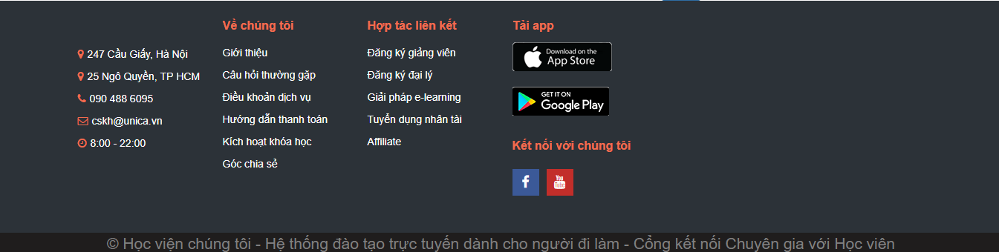 247 Cầu Giấy, Hà Nội
25 Ngô Quyền, TP HCM
090 488 6095
cskh@unica.vn
8:00 - 22:00
Về chúng tôi
Giới thiệu
Câu hỏi thường gặp
Điều khoản dịch vụ
Hướng dẫn thanh toán
Kích hoạt khóa học
Góc chia sẻ
Hợp tác liên kết
Đăng ký giảng viên
Đăng ký đại lý
Giải pháp e-learning
Tuyển dụng nhân tài
Affiliate
Tải app
Download on the
App Store
GET IT ON
Google Play
Kết nối với chúng tôi
f
You
Tube
© Học viện chúng tôi - Hệ thống đào tạo trực tuyến dành cho người đi làm - Cổng kết nối Chuyên gia với Học viên